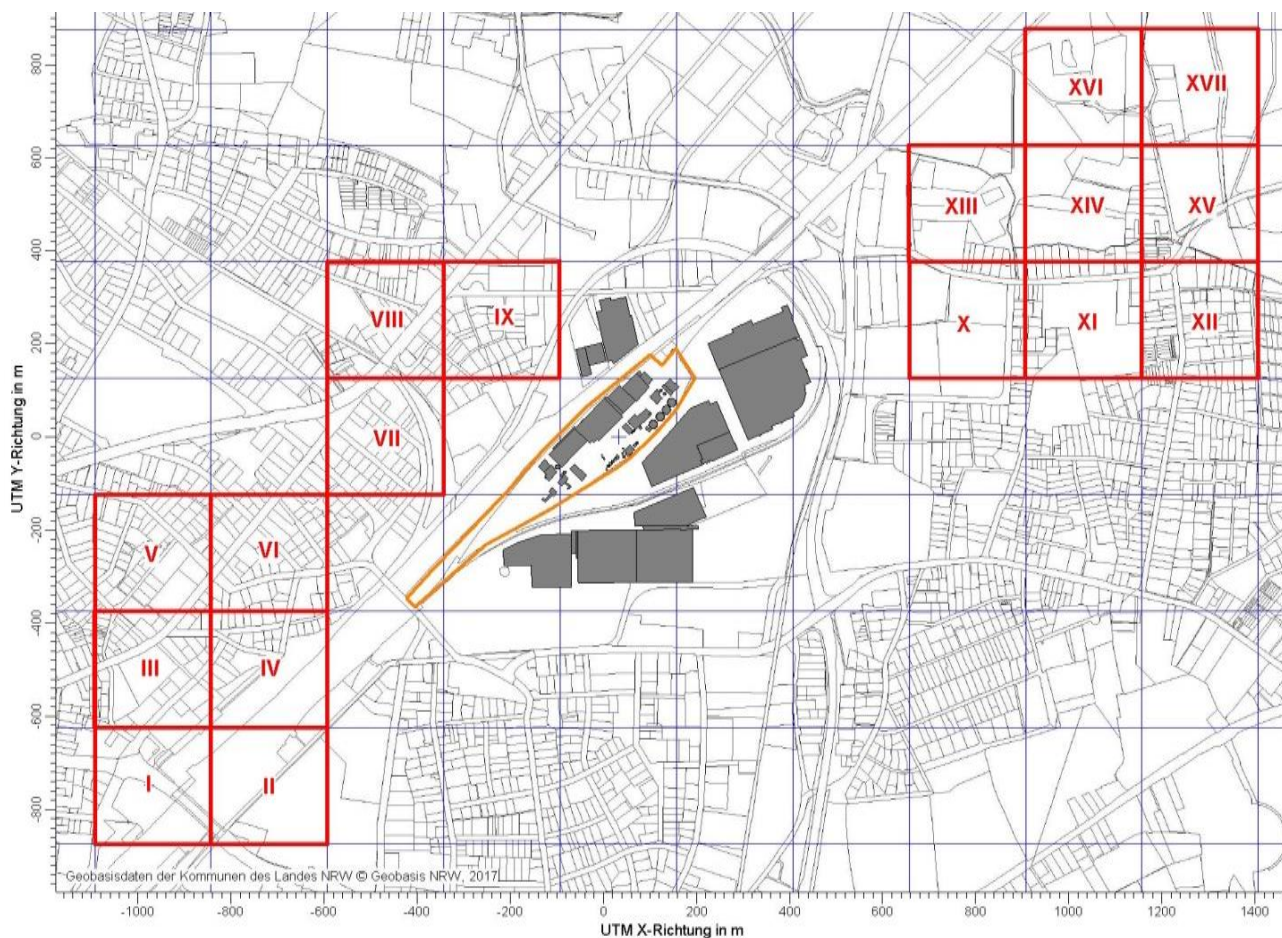 XVI
XVII
800
600
XIII
XIV
XV
400
VIII
IX
X
XI
XII
200
VII
0
UTM Y-Richtung in m
V
VI
-200
-400
III
IV
-600
I
II
-800
Geobasisdaten der Kommunen des Landes NRW © Geobasis NRW, 2017
-1000 -800 -600 -400 -200 0 200 400 600 800 1000 1200 1400
UTM X-Richtung in m